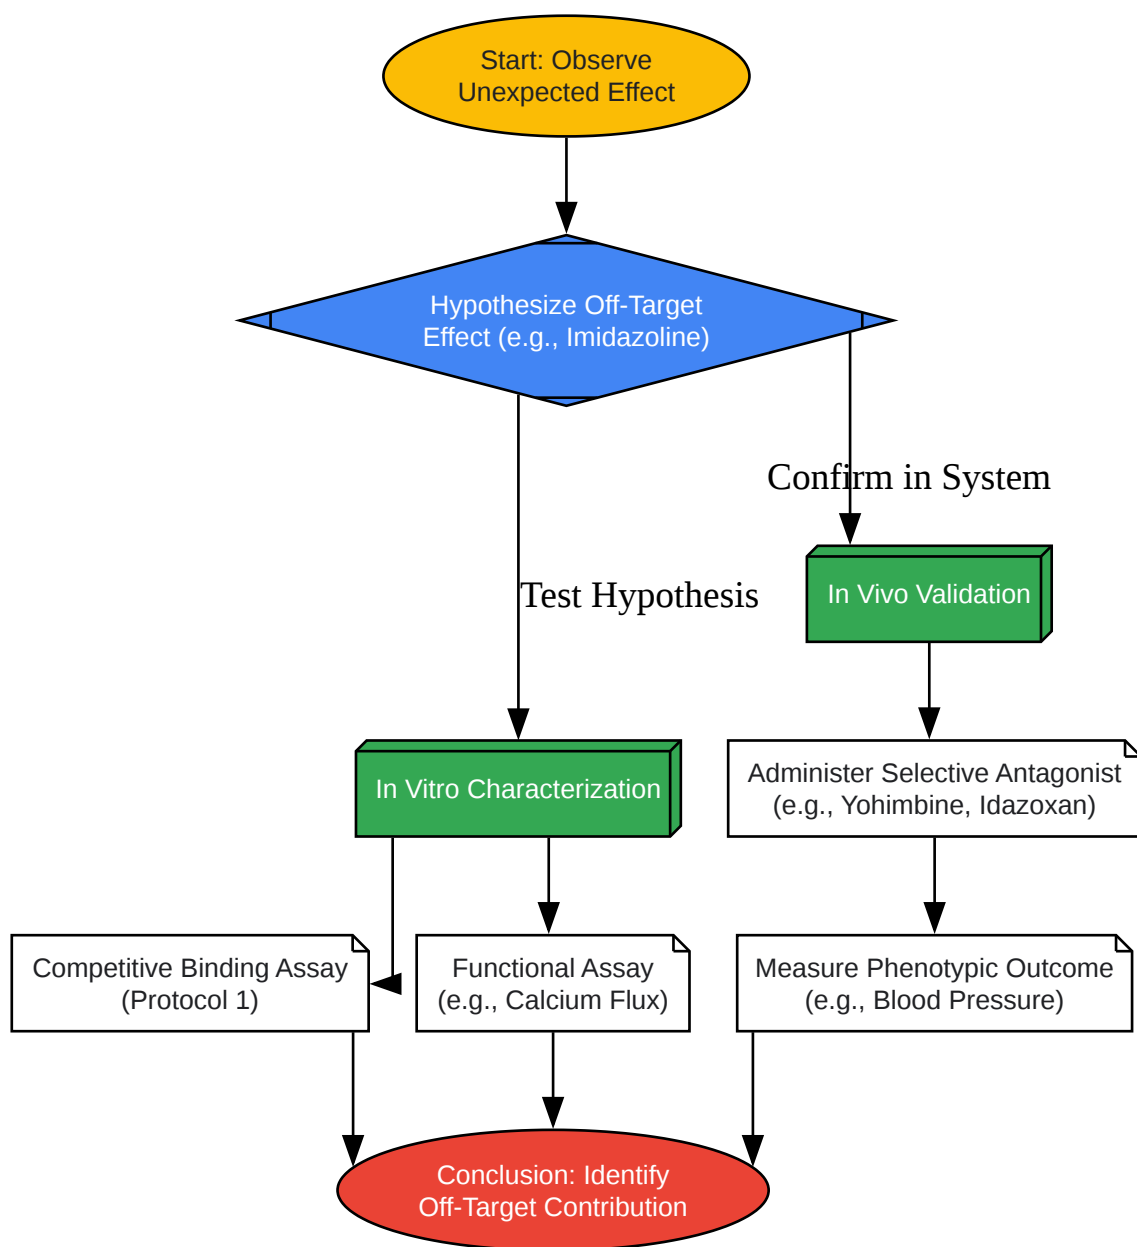 Start: Observe
Unexpected Effect
Hypothesize Off-Target
Effect (e.g., Imidazoline)
Confirm in System
Test Hypothesis
In Vivo Validation
In Vitro Characterization
Administer Selective Antagonist
(e.g., Yohimbine, Idazoxan)
Competitive Binding Assay
(Protocol 1)
Functional Assay
(e.g., Calcium Flux)
Measure Phenotypic Outcome
(e.g., Blood Pressure)
Conclusion: Identify
Off-Target Contribution